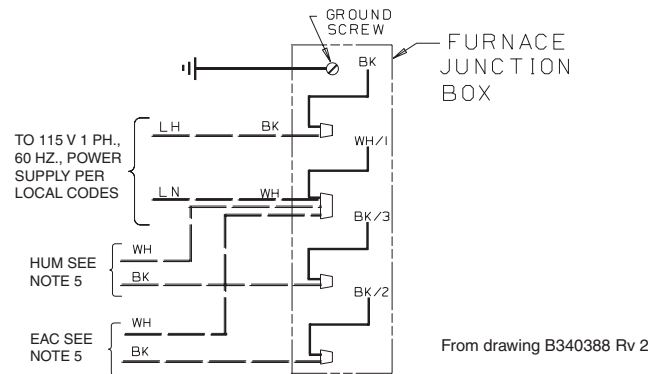 GROUND
SCREW
FURNACE
JUNCTION
BOX
BK
LH
BK
TO 115 V 1 PH.,
60 HZ., POWER
SUPPLY PER
LOCAL CODES
WH/1
LN
WH
BK/3
WH
HUM SEE
NOTE 5
BK
BK/2
WH
EAC SEE
NOTE 5
BK
From drawing B340388 Rv 2